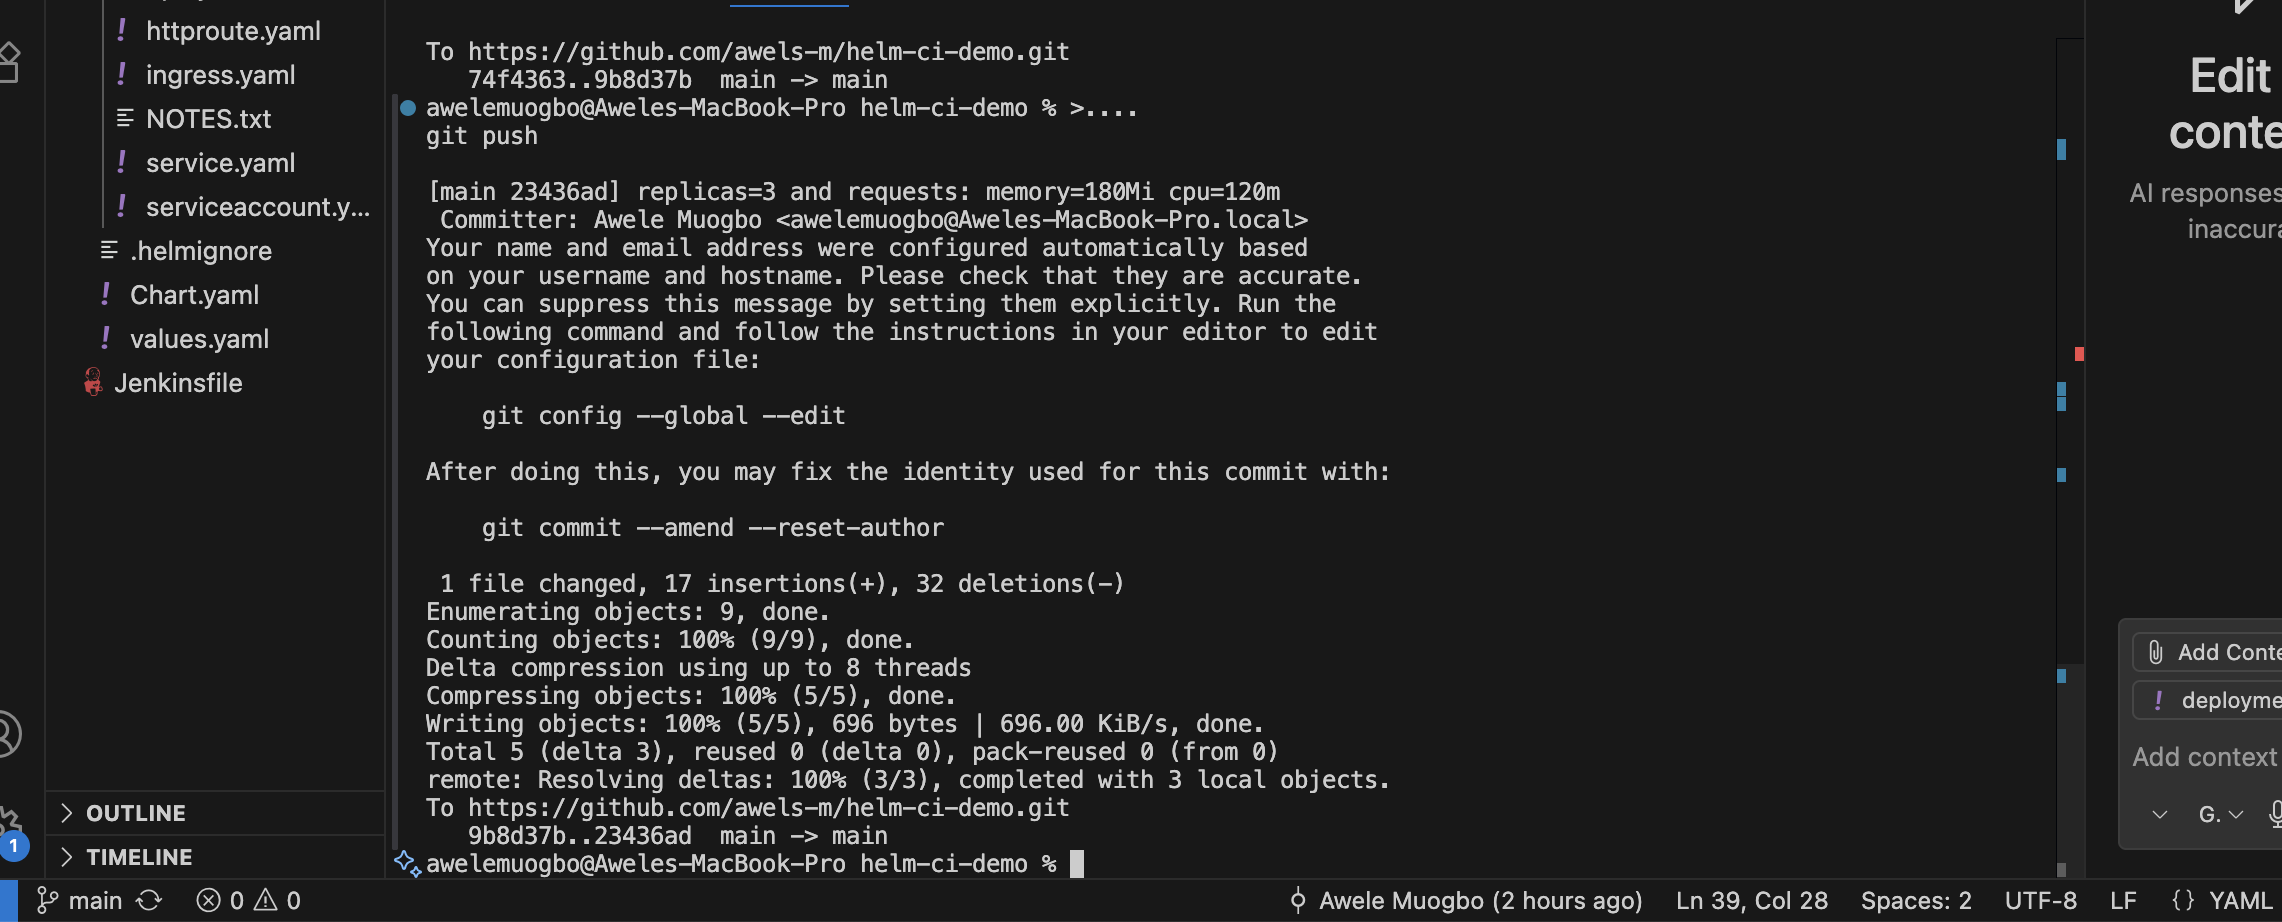 httproute.yaml
ingress.yaml
NOTES.txt
service.yaml
serviceaccount.y...
.helmignore
Chart.yaml
values.yaml
Jenkinsfile
OUTLINE
TIMELINE
1
To https://github.com/awels-m/helm-ci-demo.git
74f4363..9b8d37b main -> main
awelemuogbo@Aweles-MacBook-Pro helm-ci-demo % >....
git push
[main 23436ad] replicas=3 and requests: memory=180Mi cpu=120m
Committer: Awele Muogbo <awelemuogbo@Aweles-MacBook-Pro.local>
Your name and email address were configured automatically based
on your username and hostname. Please check that they are accurate.
You can suppress this message by setting them explicitly. Run the
following command and follow the instructions in your editor to edit
your configuration file:
git config --global --edit
After doing this, you may fix the identity used for this commit with:
git commit --amend --reset-author
1 file changed, 17 insertions(+), 32 deletions(-)
Enumerating objects: 9, done.
Counting objects: 100% (9/9), done.
Delta compression using up to 8 threads
Compressing objects: 100% (5/5), done.
Writing objects: 100% (5/5), 696 bytes | 696.00 KiB/s, done.
Total 5 (delta 3), reused 0 (delta 0), pack-reused 0 (from 0)
remote: Resolving deltas: 100% (3/3), completed with 3 local objects.
To https://github.com/awels-m/helm-ci-demo.git
9b8d37b..23436ad main -> main
awelemuogbo@Aweles-MacBook-Pro helm-ci-demo %
Edit
conte
AI responses
inaccura
Add Conte
deployme
Add context
G.
main 0 0 Awele Muogbo (2 hours ago) Ln 39, Col 28 Spaces: 2 UTF-8 LF {} YAML